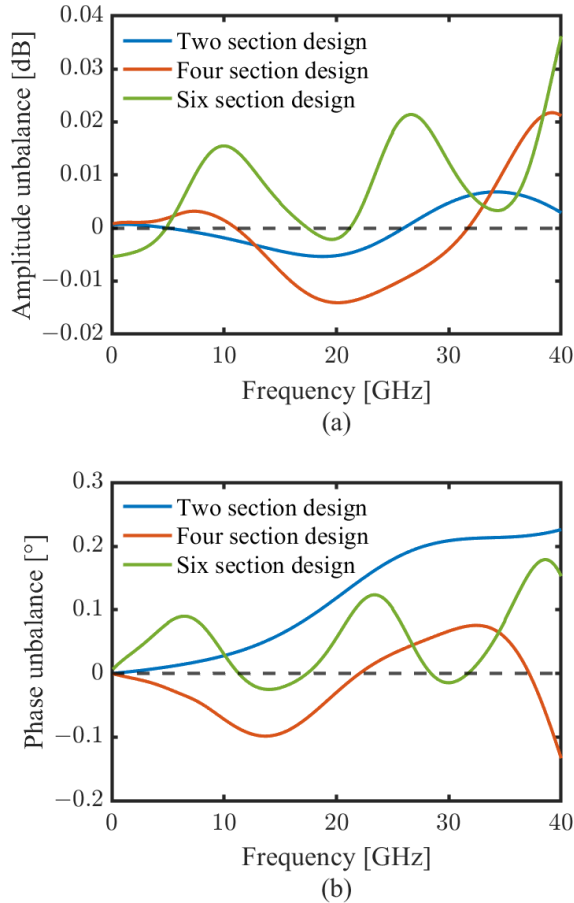 Amplitude unbalance [dB]
0.04
0.03
0.02
0.01
0
−0.01
−0.02
Two section design
Four section design
Six section design
0 10 20 30 40
Frequency [GHz]
(a)
Phase unbalance [°]
0.3
0.2
0.1
0
−0.1
−0.2
Two section design
Four section design
Six section design
0 10 20 30 40
Frequency [GHz]
(b)